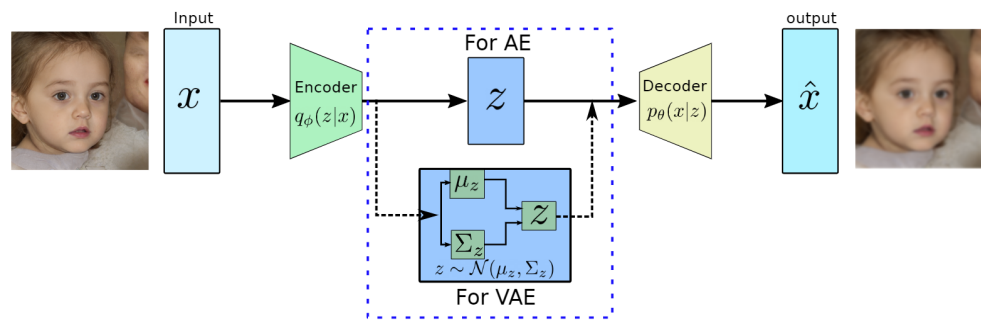 Input
x
Encoder
qϕ(z|x)
For AE
z
μz
Σz
z
z ∼ 𝒩(μz, Σz)
For VAE
Decoder
pθ(x|z)
output
x̂